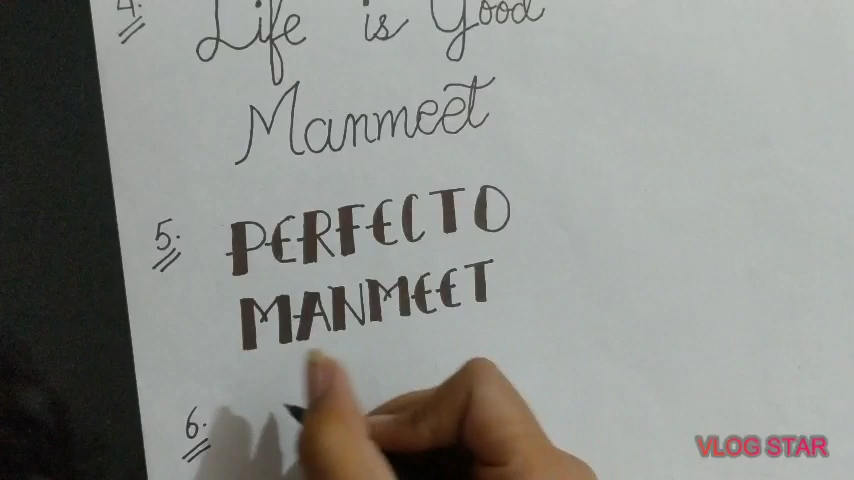 4.
Life is Good
Manmeet
5.
PERFECTO
MANMEET
6.
VLOG STAR